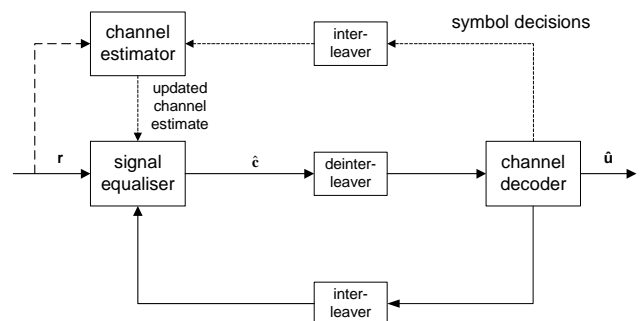 channel
estimator
inter-
leaver
symbol decisions
updated
channel
estimate
r
signal
equaliser
ĉ
deinter-
leaver
channel
decoder
û
inter-
leaver